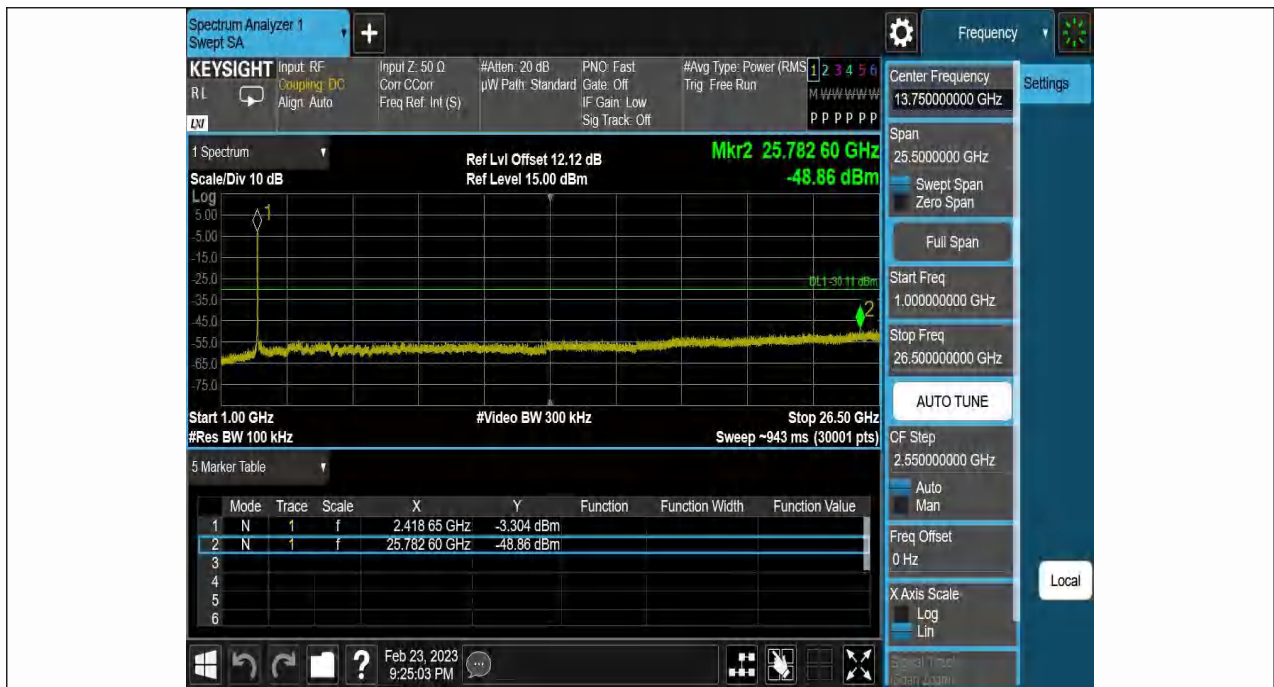 Spectrum Analyzer 1
Swept SA
+
Frequency
KEYSIGHT
RL
LXI
Input: RF
Coupling: DC
Align: Auto
Input Z: 50 Ω
Corr CCorr
Freq Ref: Int (S)
#Atten: 20 dB
µW Path: Standard
PNO: Fast
Gate: Off
IF Gain: Low
Sig Track: Off
#Avg Type: Power (RMS
Trig: Free Run
1 2 3 4 5 6
M W W W W W
P P P P P P
1 Spectrum
Scale/Div 10 dB
Ref Lvl Offset 12.12 dB
Ref Level 15.00 dBm
Mkr2 25.782 60 GHz
-48.86 dBm
Log
5.00
-5.00
-15.0
-25.0
-35.0
-45.0
-55.0
-65.0
-75.0
1
DL1 -30.11 dBm
2
Start 1.00 GHz
#Video BW 300 kHz
Stop 26.50 GHz
#Res BW 100 kHz
Sweep ~943 ms (30001 pts)
5 Marker Table
Mode Trace Scale X Y Function Function Width Function Value
1 N 1 f 2.418 65 GHz -3.304 dBm
2 N 1 f 25.782 60 GHz -48.86 dBm
3
4
5
6
?
Feb 23, 2023
9:25:03 PM
Center Frequency
13.750000000 GHz
Settings
Span
25.5000000 GHz
Swept Span
Zero Span
Full Span
Start Freq
1.000000000 GHz
Stop Freq
26.500000000 GHz
AUTO TUNE
CF Step
2.550000000 GHz
Auto
Man
Freq Offset
0 Hz
X Axis Scale
Log
Lin
Local
Signal Track
(Span Zoom)